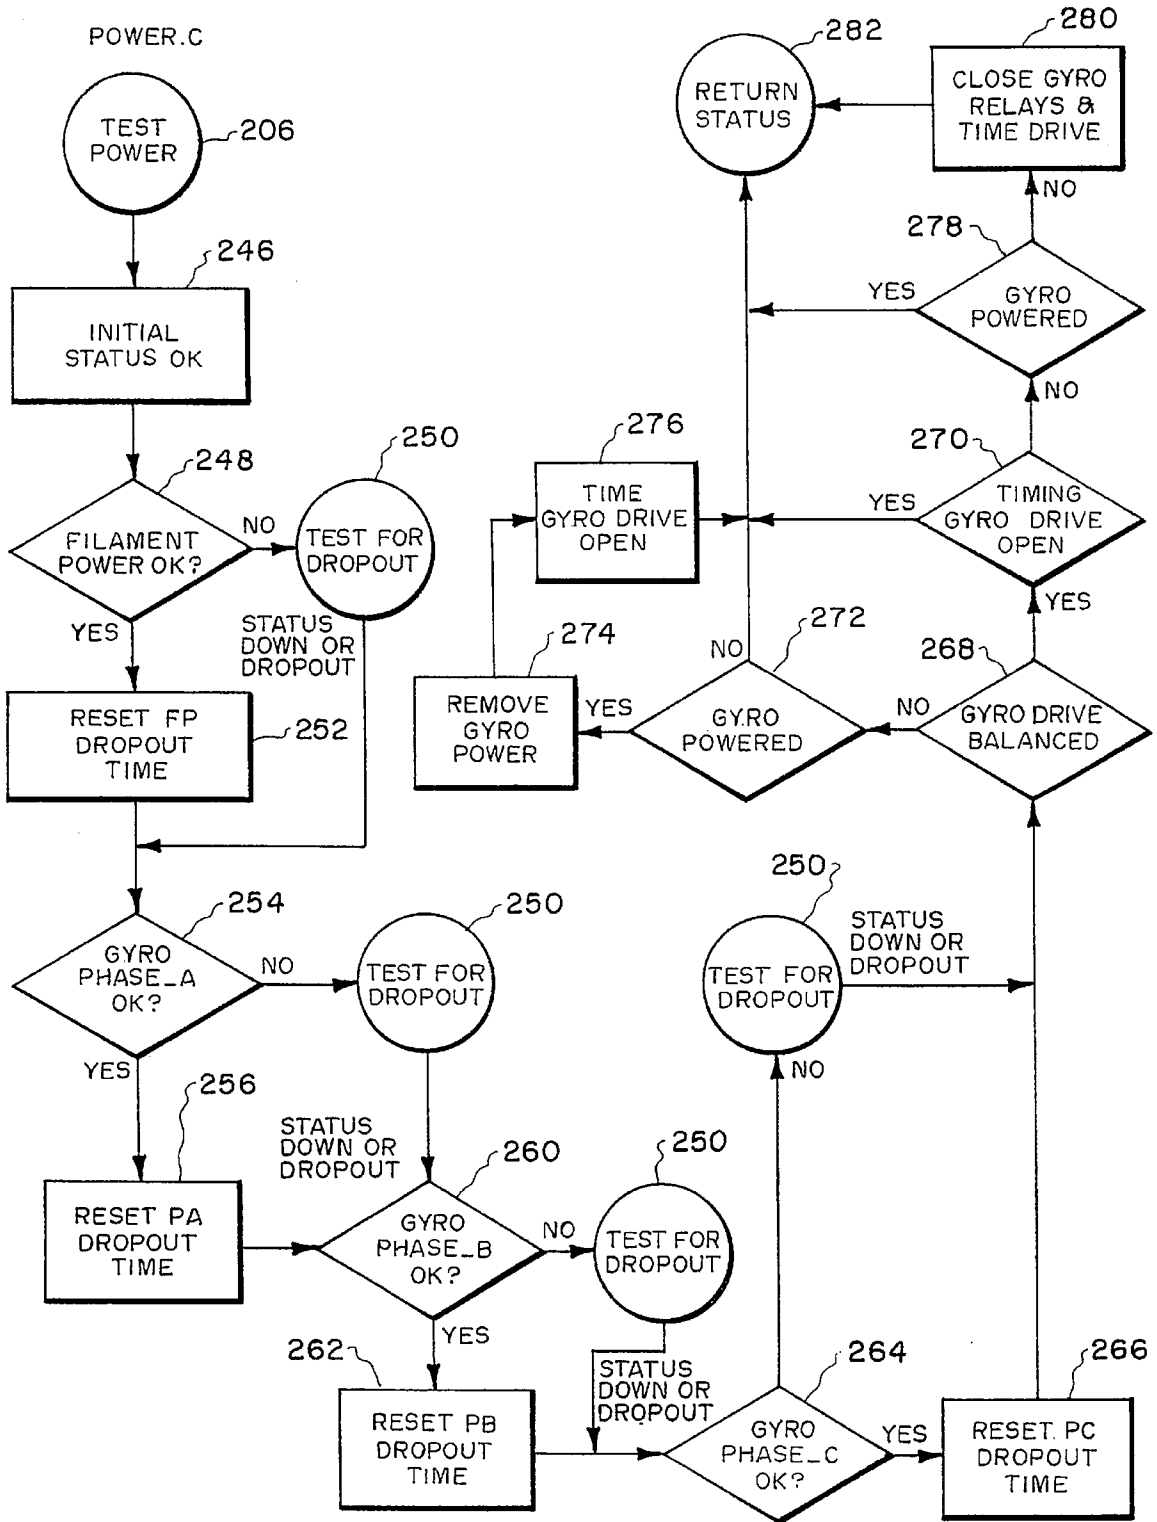 POWER.C
TEST
POWER
206
246
INITIAL
STATUS OK
248
FILAMENT
POWER OK?
NO
250
TEST FOR
DROPOUT
YES
STATUS
DOWN OR
DROPOUT
RESET FP
DROPOUT
TIME
252
254
GYRO
PHASE_A
OK?
NO
250
TEST FOR
DROPOUT
YES
256
RESET PA
DROPOUT
TIME
STATUS
DOWN OR
DROPOUT
260
GYRO
PHASE_B
OK?
NO
250
TEST FOR
DROPOUT
YES
262
RESET PB
DROPOUT
TIME
STATUS
DOWN OR
DROPOUT
264
GYRO
PHASE_C
OK?
YES
266
RESET PC
DROPOUT
TIME
NO
250
TEST FOR
DROPOUT
STATUS
DOWN OR
DROPOUT
268
GYRO DRIVE
BALANCED
NO
272
GYRO
POWERED
YES
274
REMOVE
GYRO
POWER
276
TIME
GYRO DRIVE
OPEN
NO
YES
270
TIMING
GYRO DRIVE
OPEN
YES
NO
278
GYRO
POWERED
YES
NO
280
CLOSE GYRO
RELAYS &
TIME DRIVE
282
RETURN
STATUS